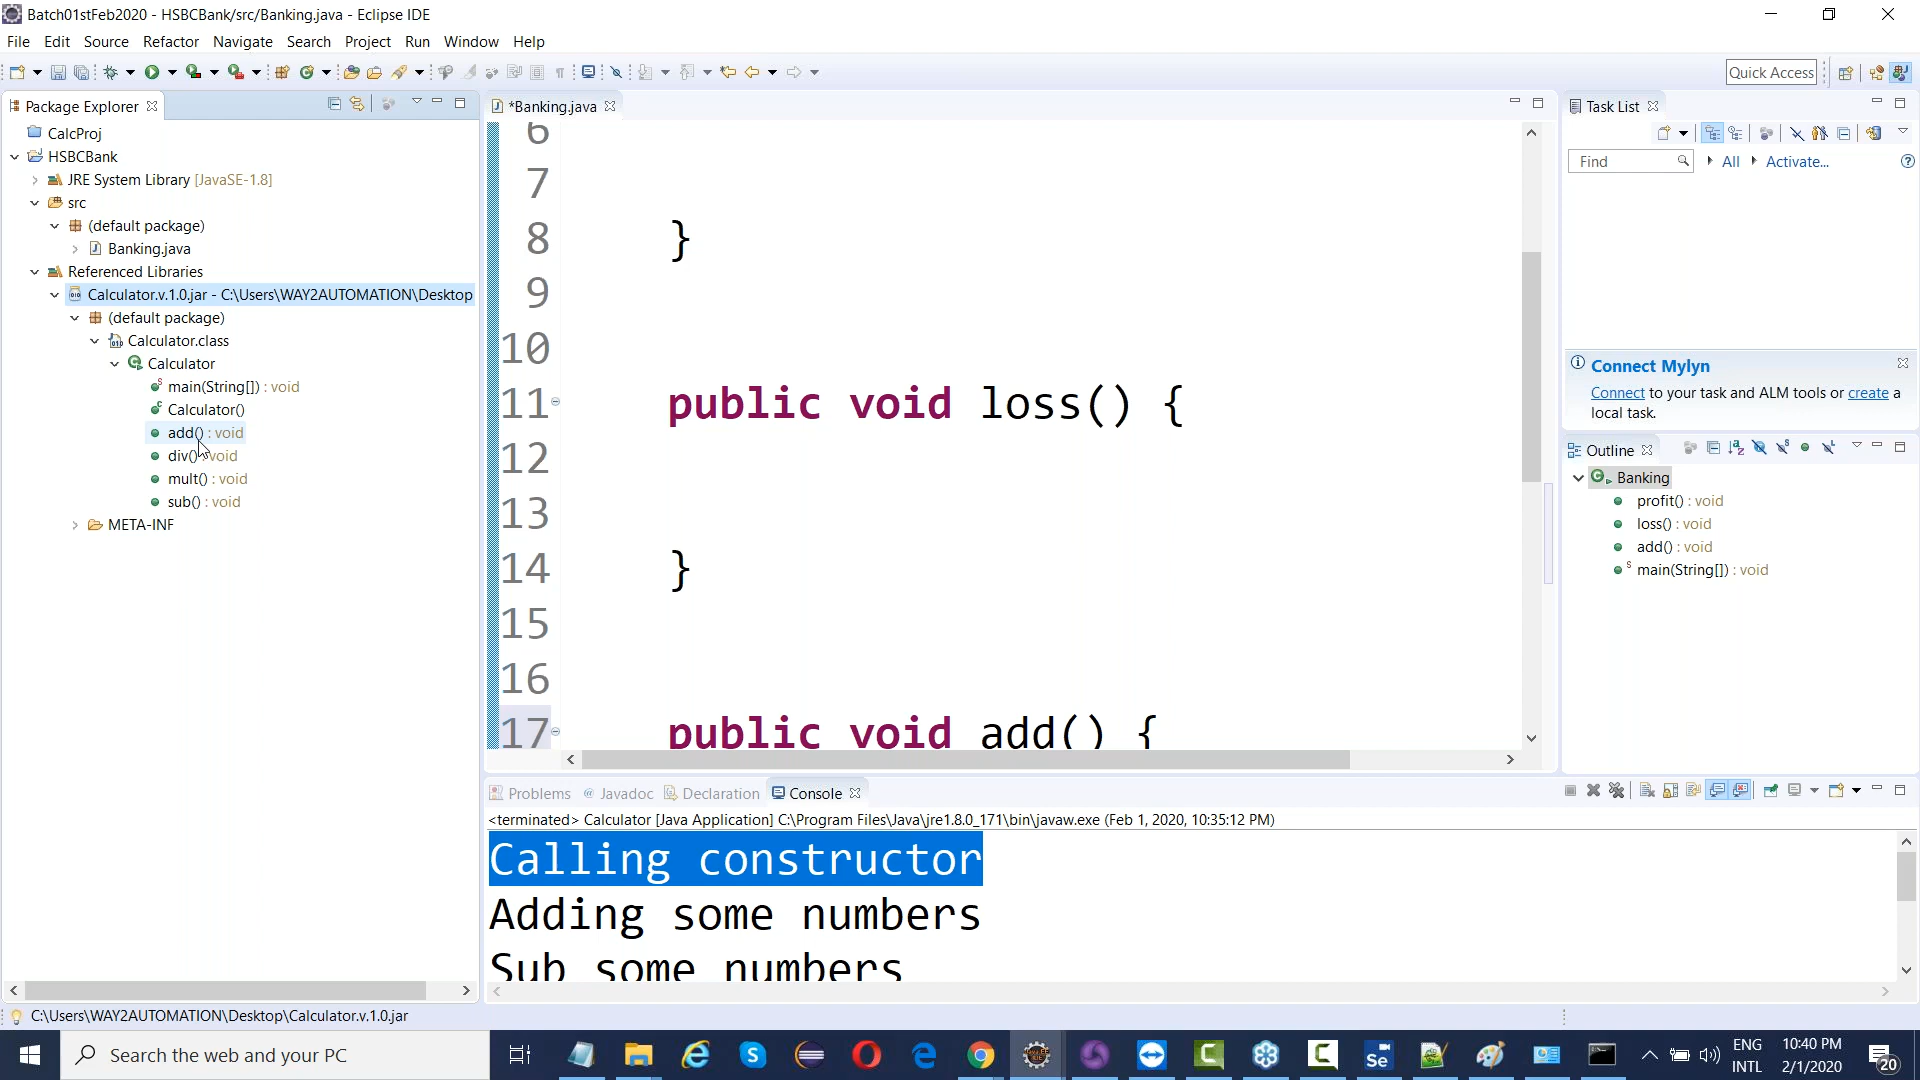 Batch01stFeb2020 - HSBCBank/src/Banking.java - Eclipse IDE
File Edit Source Refactor Navigate Search Project Run Window Help
Quick Access
Package Explorer
CalcProj
HSBCBank
JRE System Library [JavaSE-1.8]
src
(default package)
Banking.java
Referenced Libraries
Calculator.v.1.0.jar - C:\Users\WAY2AUTOMATION\Desktop
(default package)
Calculator.class
Calculator
main(String[]) : void
Calculator()
add() : void
div() : void
mult() : void
sub() : void
META-INF
*Banking.java
6
7
8 }
9
10
11 public void loss() {
12
13
14 }
15
16
17 public void add() {
Task List
Find All Activate...
Connect Mylyn
Connect to your task and ALM tools or create a
local task.
Outline
Banking
profit() : void
loss() : void
add() : void
main(String[]) : void
Problems Javadoc Declaration Console
<terminated> Calculator [Java Application] C:\Program Files\Java\jre1.8.0_171\bin\javaw.exe (Feb 1, 2020, 10:35:12 PM)
Calling constructor
Adding some numbers
Sub some numbers
C:\Users\WAY2AUTOMATION\Desktop\Calculator.v.1.0.jar
Search the web and your PC
Se
ENG
INTL
10:40 PM
2/1/2020
20